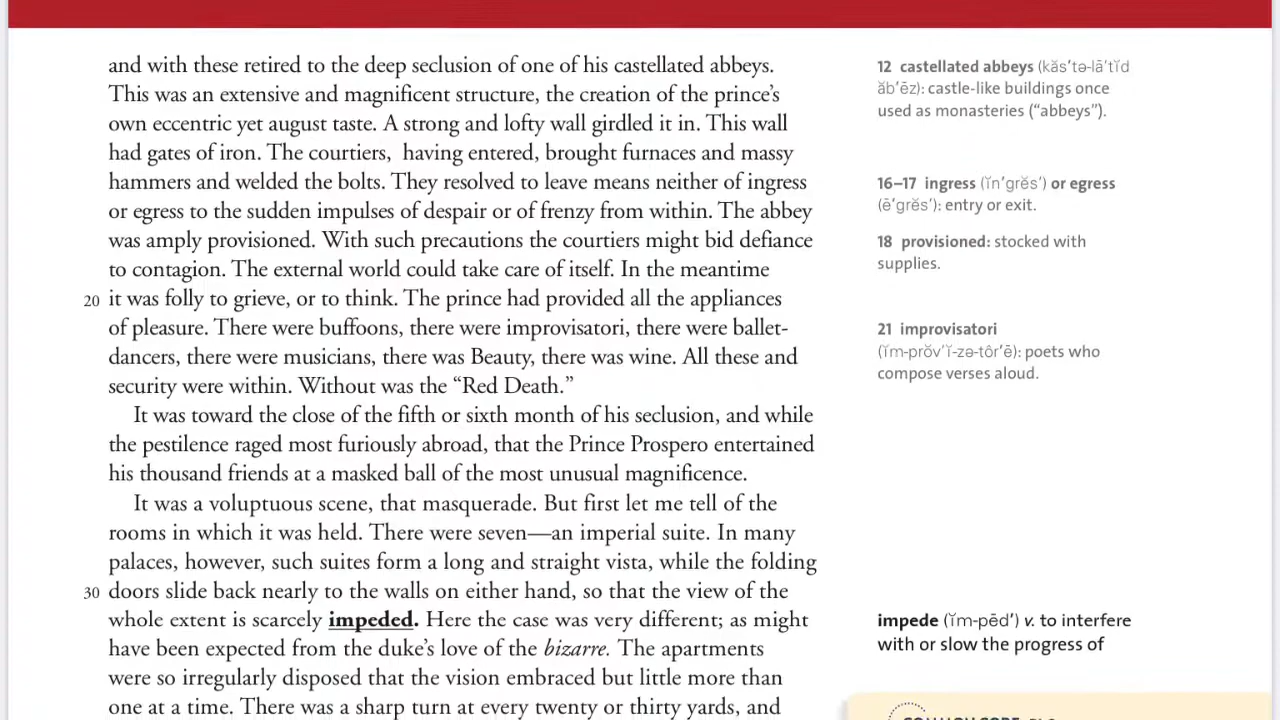 and with these retired to the deep seclusion of one of his castellated abbeys.
This was an extensive and magnificent structure, the creation of the prince’s
own eccentric yet august taste. A strong and lofty wall girdled it in. This wall
had gates of iron. The courtiers, having entered, brought furnaces and massy
hammers and welded the bolts. They resolved to leave means neither of ingress
or egress to the sudden impulses of despair or of frenzy from within. The abbey
was amply provisioned. With such precautions the courtiers might bid defiance
to contagion. The external world could take care of itself. In the meantime
20 it was folly to grieve, or to think. The prince had provided all the appliances
of pleasure. There were buffoons, there were improvisatori, there were ballet-
dancers, there were musicians, there was Beauty, there was wine. All these and
security were within. Without was the “Red Death.”
It was toward the close of the fifth or sixth month of his seclusion, and while
the pestilence raged most furiously abroad, that the Prince Prospero entertained
his thousand friends at a masked ball of the most unusual magnificence.
It was a voluptuous scene, that masquerade. But first let me tell of the
rooms in which it was held. There were seven—an imperial suite. In many
palaces, however, such suites form a long and straight vista, while the folding
30 doors slide back nearly to the walls on either hand, so that the view of the
whole extent is scarcely impeded. Here the case was very different; as might
have been expected from the duke’s love of the bizarre. The apartments
were so irregularly disposed that the vision embraced but little more than
one at a time. There was a sharp turn at every twenty or thirty yards, and
12 castellated abbeys (kăs′tə-lā′tĭd
ăb′ēz): castle-like buildings once
used as monasteries (“abbeys”).
16–17 ingress (ĭn′grĕs′) or egress
(ē′grĕs′): entry or exit.
18 provisioned: stocked with
supplies.
21 improvisatori
(ĭm-prŏv′ĭ-zə-tôr′ē): poets who
compose verses aloud.
impede (ĭm-pēd′) v. to interfere
with or slow the progress of